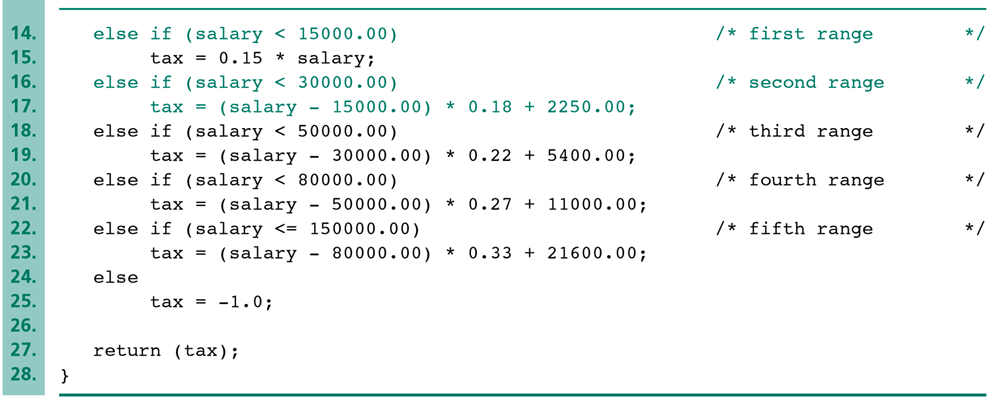 14. else if (salary < 15000.00) /* first range */
15. tax = 0.15 * salary;
16. else if (salary < 30000.00) /* second range */
17. tax = (salary - 15000.00) * 0.18 + 2250.00;
18. else if (salary < 50000.00) /* third range */
19. tax = (salary - 30000.00) * 0.22 + 5400.00;
20. else if (salary < 80000.00) /* fourth range */
21. tax = (salary - 50000.00) * 0.27 + 11000.00;
22. else if (salary <= 150000.00) /* fifth range */
23. tax = (salary - 80000.00) * 0.33 + 21600.00;
24. else
25. tax = -1.0;
26.
27. return (tax);
28. }